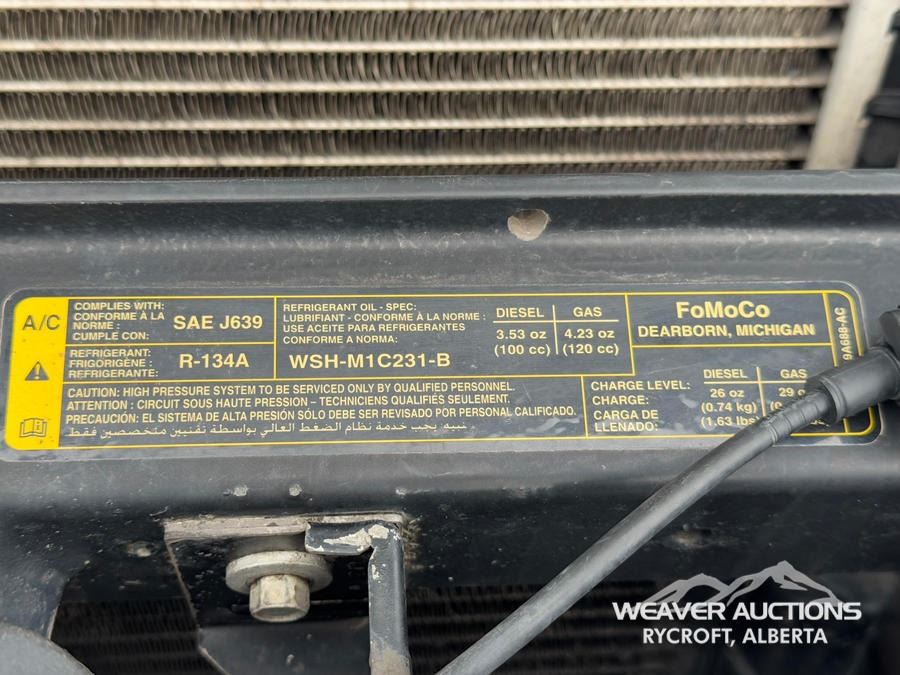 A/C
COMPLIES WITH:
CONFORME À LA
NORME :
CUMPLE CON:
SAE J639
REFRIGERANT:
FRIGORIGÈNE :
REFRIGERANTE:
R-134A
REFRIGERANT OIL - SPEC:
LUBRIFIANT - CONFORME À LA NORME :
USE ACEITE PARA REFRIGERANTES
CONFORME A NORMA:
WSH-M1C231-B
DIESEL GAS
3.53 oz 4.23 oz
(100 cc) (120 cc)
FoMoCo
DEARBORN, MICHIGAN
9A688-AC
CAUTION: HIGH PRESSURE SYSTEM TO BE SERVICED ONLY BY QUALIFIED PERSONNEL.
ATTENTION : CIRCUIT SOUS HAUTE PRESSION – TECHNICIENS QUALIFIÉS SEULEMENT.
PRECAUCIÓN: EL SISTEMA DE ALTA PRESIÓN SÓLO DEBE SER REVISADO POR PERSONAL CALIFICADO.
تنبيه: يجب خدمة نظام الضغط العالي بواسطة تقنيين متخصصين فقط
CHARGE LEVEL:
CHARGE:
CARGA DE
LLENADO:
DIESEL GAS
26 oz 29
(0.74 kg)
(1.63 lbs)
WEAVER AUCTIONS
RYCROFT, ALBERTA